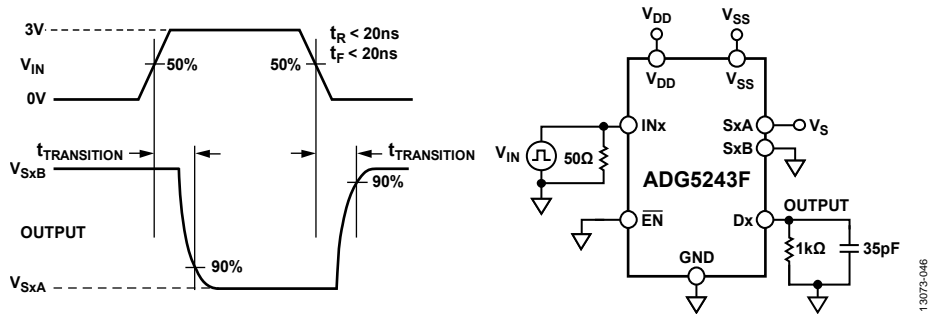 3V
tR < 20ns
tF < 20ns
VIN
50%
50%
0V
tTRANSITION
tTRANSITION
VSxB
90%
OUTPUT
90%
VSxA
VDD
VSS
VDD
VSS
INx
SxA
VS
SxB
VIN
50Ω
ADG5243F
OUTPUT
EN
Dx
1kΩ
35pF
GND
13073-046